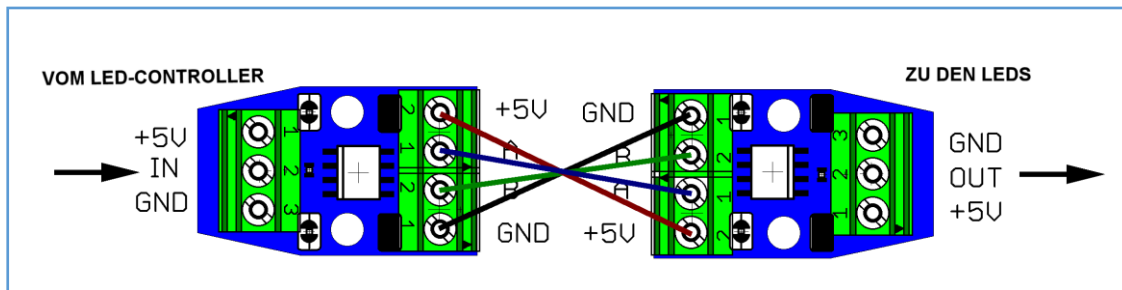 VOM LED-CONTROLLER
ZU DEN LEDS
+5V
IN
GND
1
2
3
2
1
2
1
+5V
A
B
GND
GND
B
A
+5V
1
2
1
2
3
2
1
GND
OUT
+5V